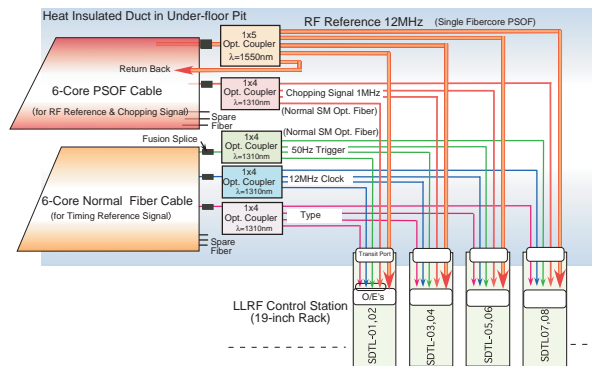 Heat Insulated Duct in Under-floor Pit
RF Reference 12MHz (Single Fibercore PSOF)
1x5
Opt. Coupler
λ=1550nm
Return Back
6-Core PSOF Cable
(for RF Reference & Chopping Signal)
1x4
Opt. Coupler
λ=1310nm
Chopping Signal 1MHz
(Normal SM Opt. Fiber)
Spare
Fiber
(Normal SM Opt. Fiber)
Fusion Splice
1x4
Opt. Coupler
λ=1310nm
50Hz Trigger
6-Core Normal Fiber Cable
(for Timing Reference Signal)
1x4
Opt. Coupler
λ=1310nm
12MHz Clock
1x4
Opt. Coupler
λ=1310nm
Type
Spare
Fiber
Transit Port
O/E's
LLRF Control Station
(19-inch Rack)
SDTL-01,02
SDTL-03,04
SDTL-05,06
SDTL07,08